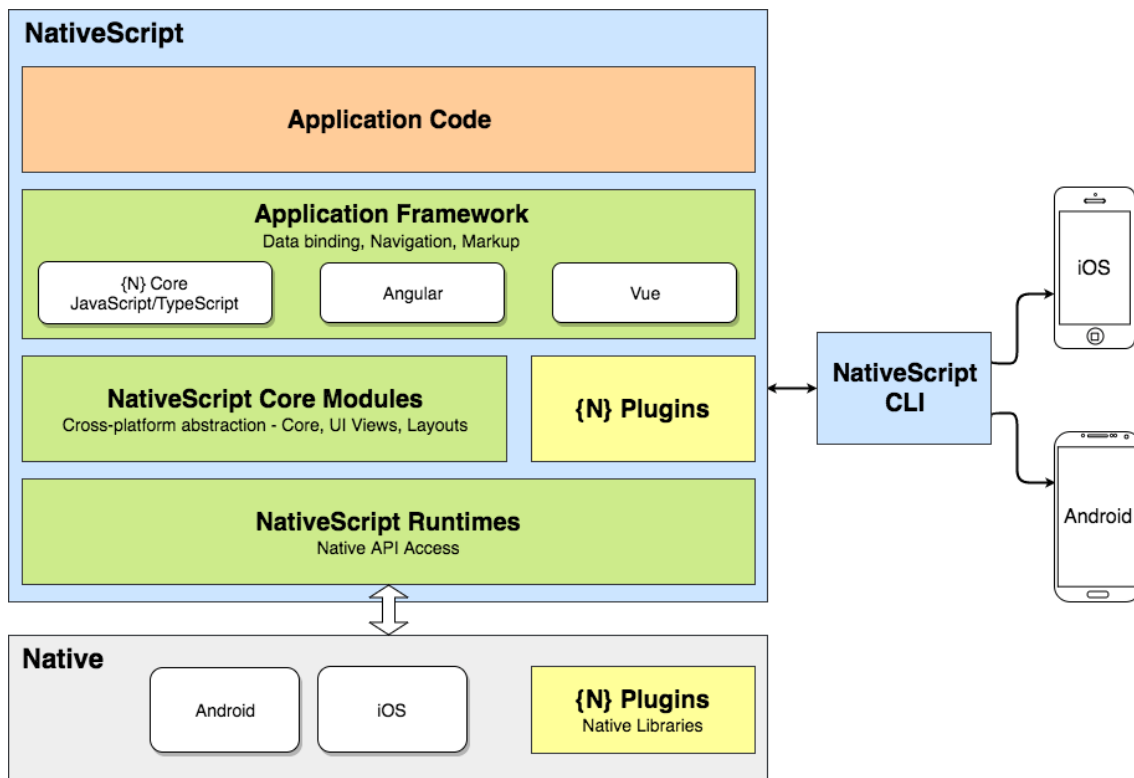 NativeScript
Application Code
Application Framework
Data binding, Navigation, Markup
{N} Core
JavaScript/TypeScript
Angular
Vue
NativeScript Core Modules
Cross-platform abstraction - Core, UI Views, Layouts
{N} Plugins
NativeScript Runtimes
Native API Access
NativeScript
CLI
iOS
Android
Native
Android
iOS
{N} Plugins
Native Libraries